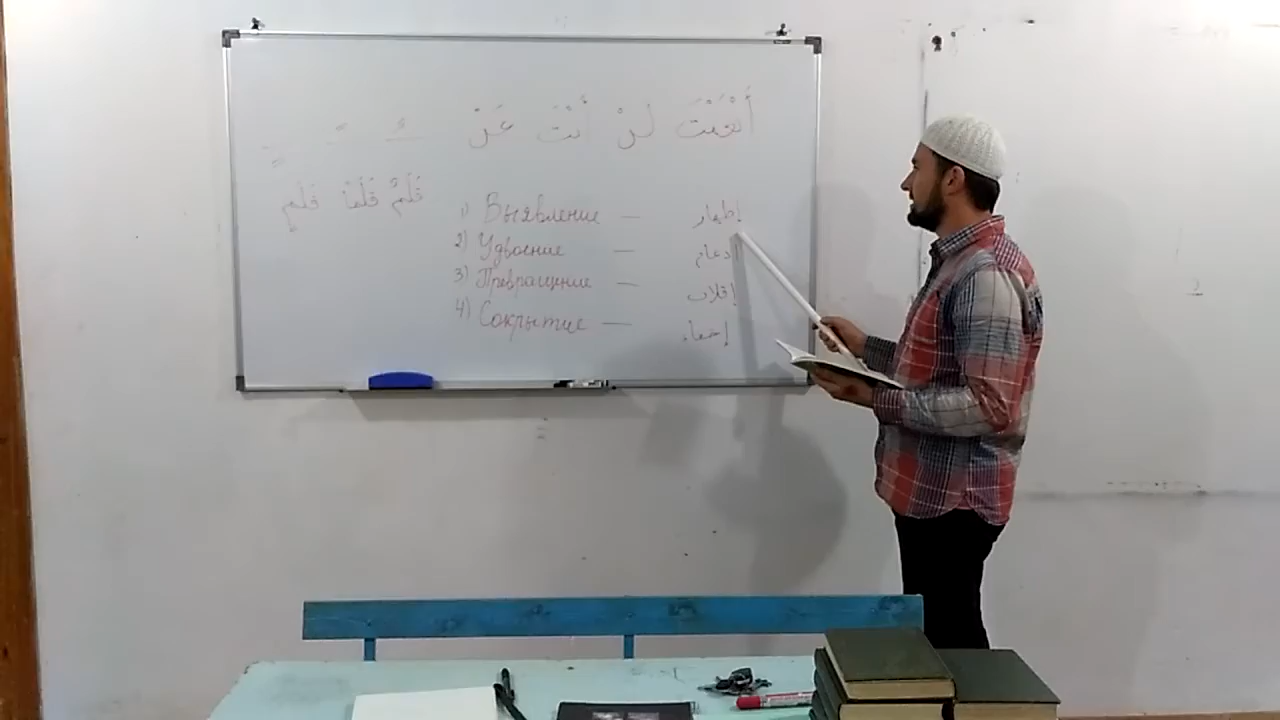 أَنْعَمْتَ لَنْ أَنْتَ عَنْ
قَلَمٌ قَلَمًا قَلَمٍ
1) Выявление — إظهار
2) Удвоение — إدغام
3) Превращение — إقلاب
4) Сокрытие — إخفاء